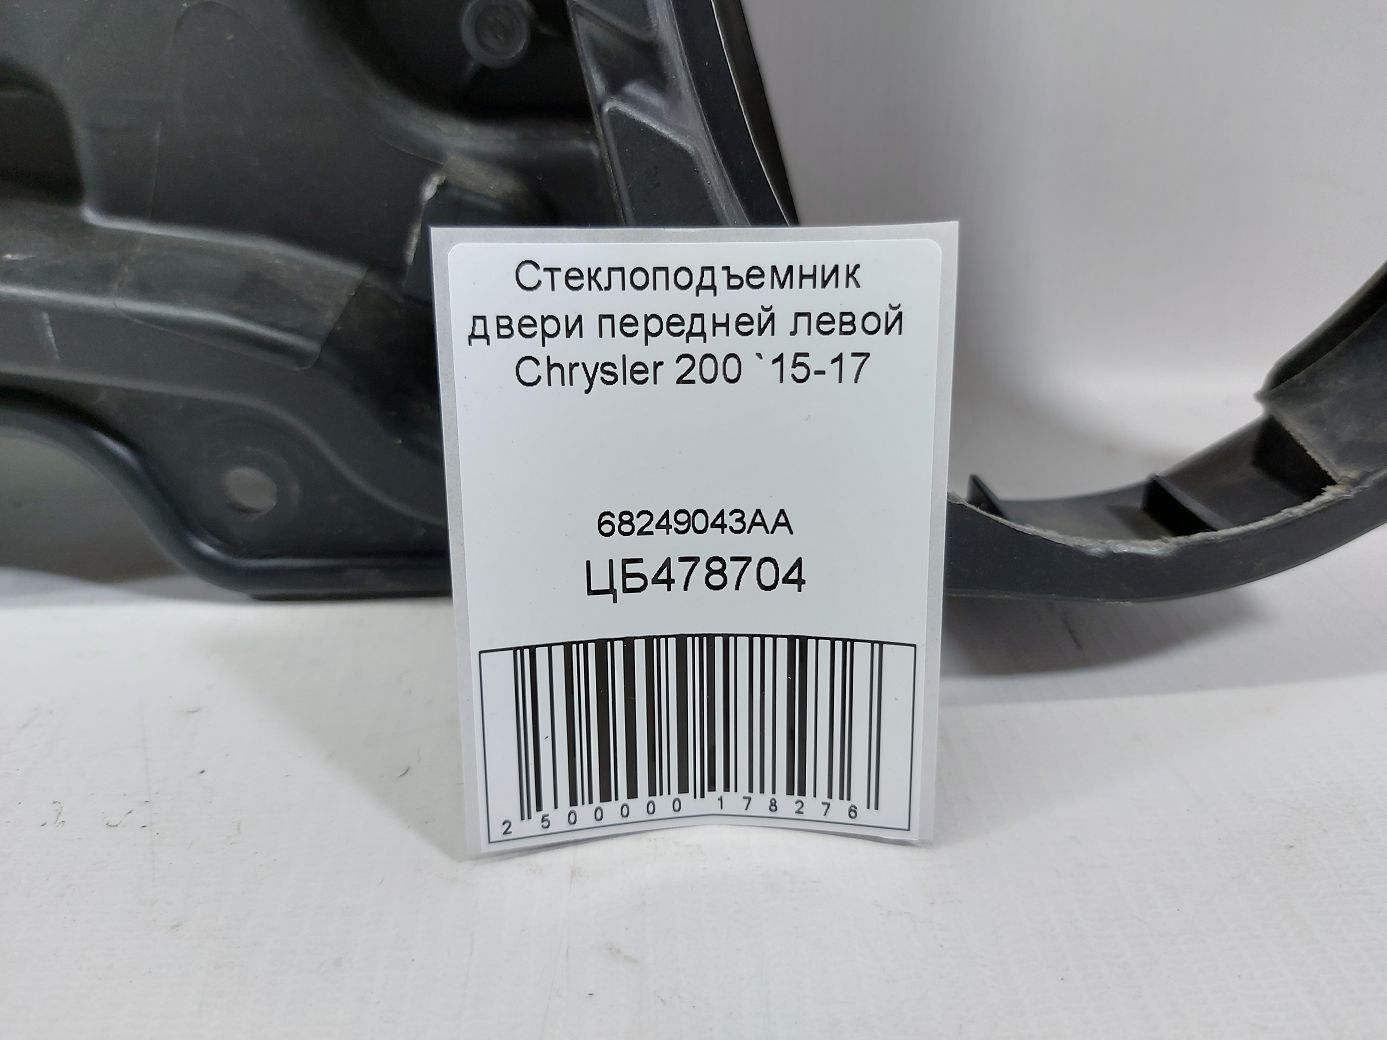 Стеклоподъемник
двери передней левой
Chrysler 200 `15-17
68249043AA
ЦБ478704
2 500000 178276